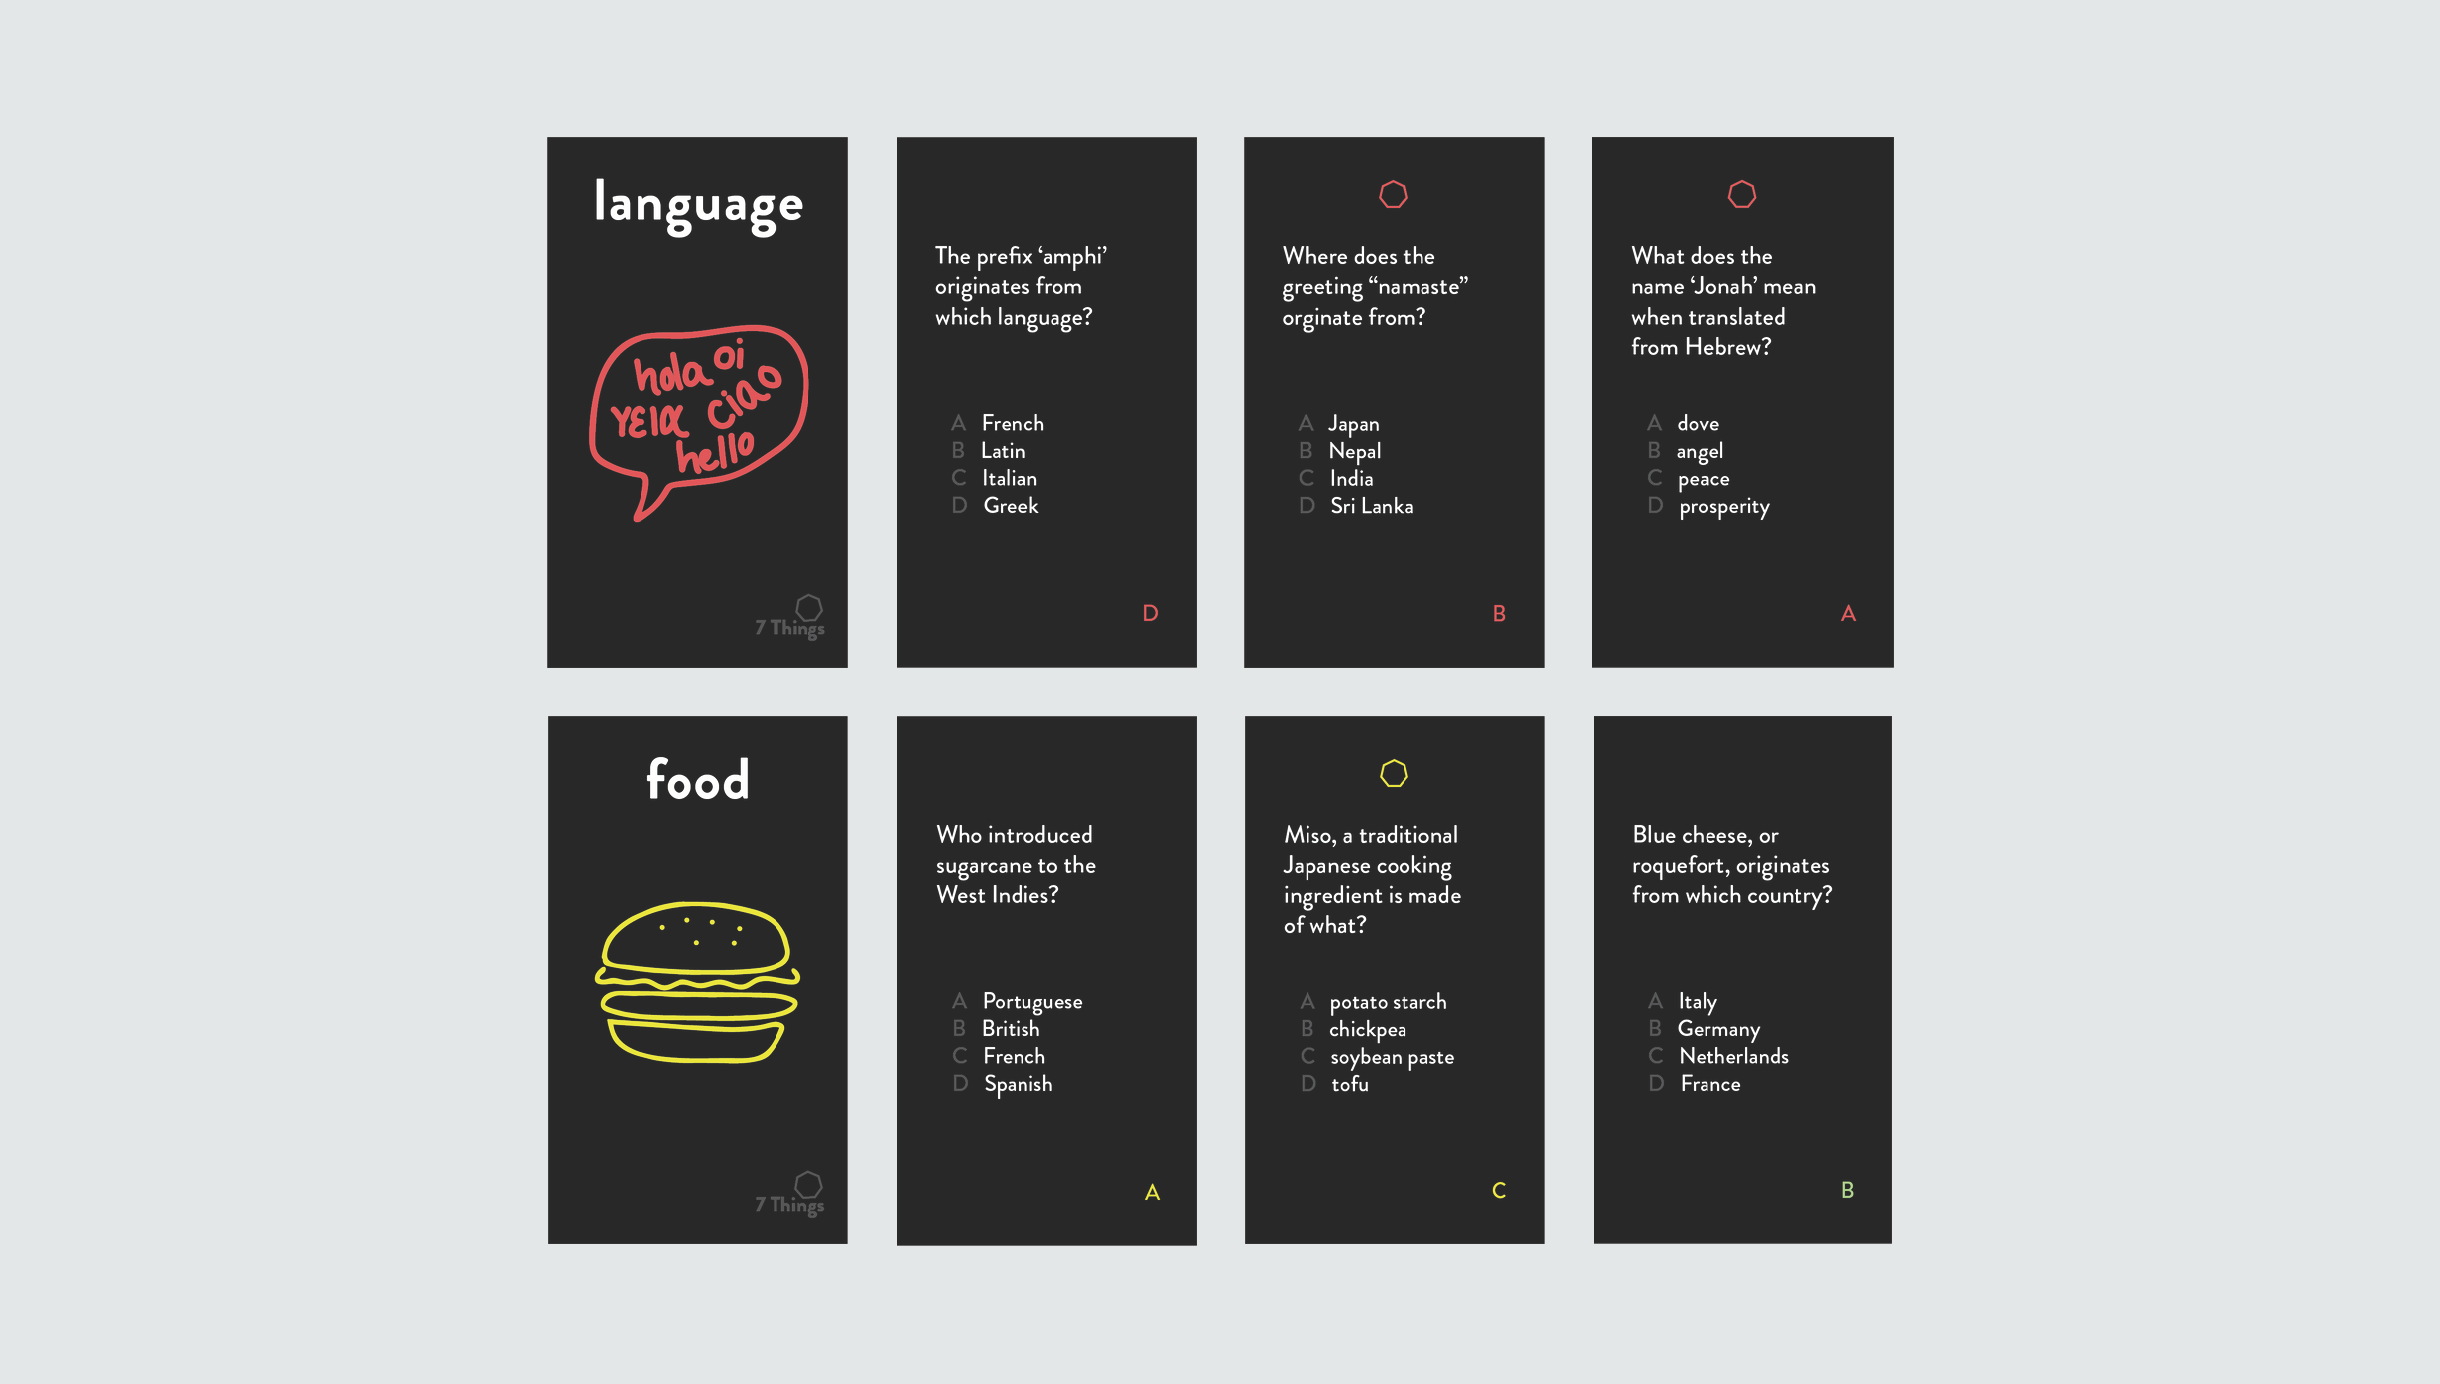 language
hola oi
γεια ciao
hello
7 Things
The prefix ‘amphi’
originates from
which language?
A French
B Latin
C Italian
D Greek
D
Where does the
greeting “namaste”
orginate from?
A Japan
B Nepal
C India
D Sri Lanka
B
What does the
name ‘Jonah’ mean
when translated
from Hebrew?
A dove
B angel
C peace
D prosperity
A
food
7 Things
Who introduced
sugarcane to the
West Indies?
A Portuguese
B British
C French
D Spanish
A
Miso, a traditional
Japanese cooking
ingredient is made
of what?
A potato starch
B chickpea
C soybean paste
D tofu
C
Blue cheese, or
roquefort, originates
from which country?
A Italy
B Germany
C Netherlands
D France
B